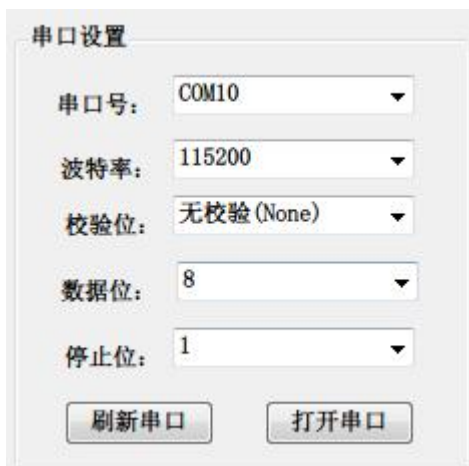 串口设置
串口号： COM10
波特率： 115200
校验位： 无校验(None)
数据位： 8
停止位： 1
刷新串口 打开串口